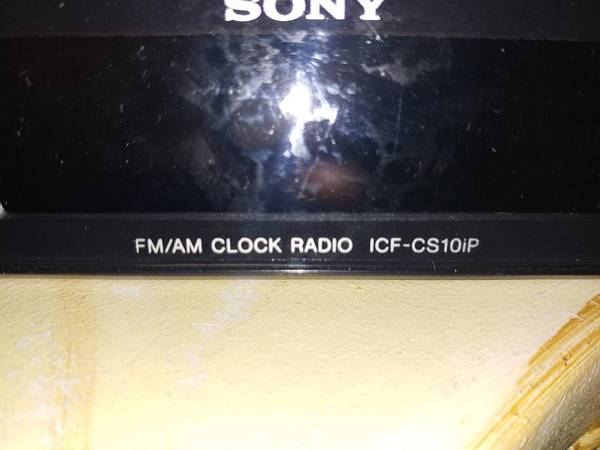 SONY
FM/AM CLOCK RADIO ICF-CS10iP